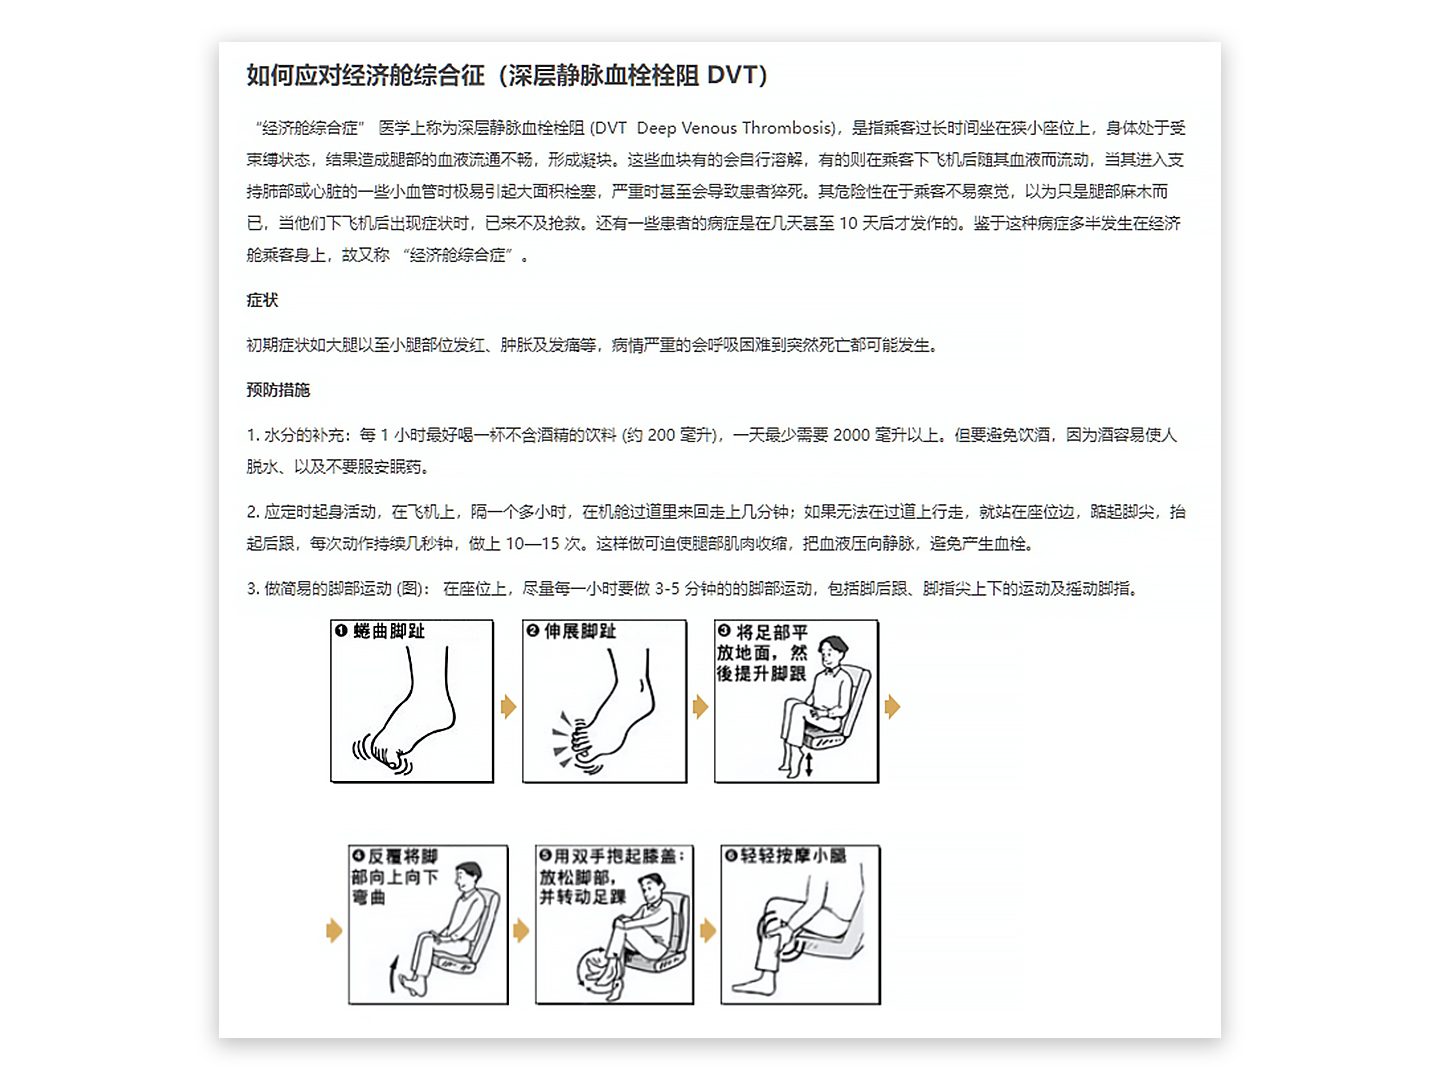 如何应对经济舱综合征（深层静脉血栓栓阻 DVT）
“经济舱综合症” 医学上称为深层静脉血栓栓阻 (DVT  Deep Venous Thrombosis)，是指乘客过长时间坐在狭小座位上，身体处于受
束缚状态，结果造成腿部的血液流通不畅，形成凝块。这些血块有的会自行溶解，有的则在乘客下飞机后随其血液而流动，当其进入支
持肺部或心脏的一些小血管时极易引起大面积栓塞，严重时甚至会导致患者猝死。其危险性在于乘客不易察觉，以为只是腿部麻木而
已，当他们下飞机后出现症状时，已来不及抢救。还有一些患者的病症是在几天甚至 10 天后才发作的。鉴于这种病症多半发生在经济
舱乘客身上，故又称 “经济舱综合症”。
症状
初期症状如大腿以至小腿部位发红、肿胀及发痛等，病情严重的会呼吸困难到突然死亡都可能发生。
预防措施
1. 水分的补充：每 1 小时最好喝一杯不含酒精的饮料 (约 200 毫升)，一天最少需要 2000 毫升以上。但要避免饮酒，因为酒容易使人
脱水、以及不要服安眠药。
2. 应定时起身活动，在飞机上，隔一个多小时，在机舱过道里来回走上几分钟；如果无法在过道上行走，就站在座位边，踮起脚尖，抬
起后跟，每次动作持续几秒钟，做上 10—15 次。这样做可迫使腿部肌肉收缩，把血液压向静脉，避免产生血栓。
3. 做简易的脚部运动 (图)： 在座位上，尽量每一小时要做 3-5 分钟的的脚部运动，包括脚后跟、脚指尖上下的运动及摇动脚指。
❶ 蜷曲脚趾
❷ 伸展脚趾
❸ 将足部平
放地面，然
後提升脚跟
❹反覆将脚
部向上向下
弯曲
❺用双手抱起膝盖：
放松脚部，
并转动足踝
❻轻轻按摩小腿